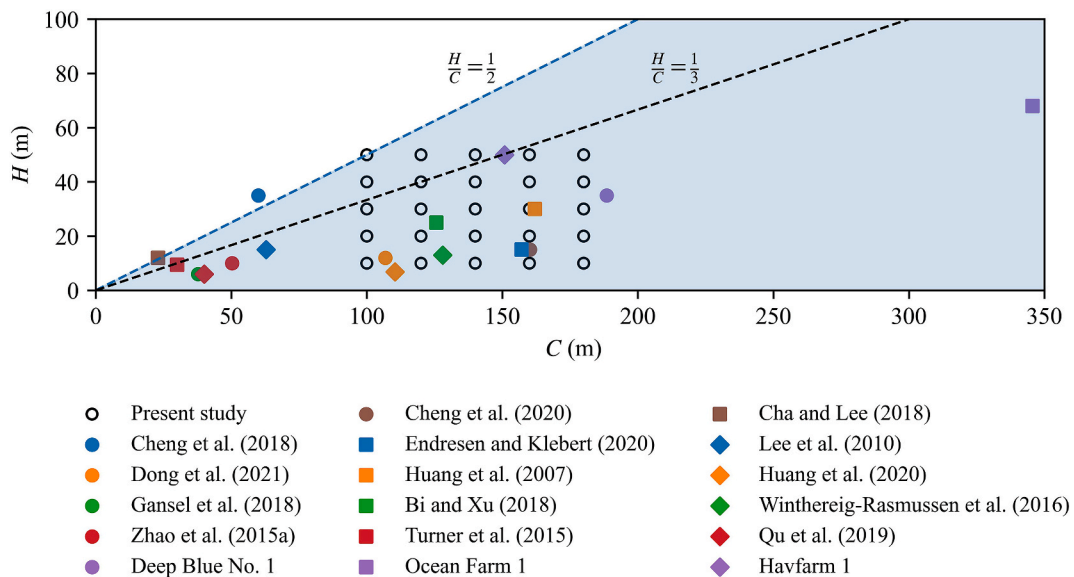 100
80
60
40
20
0
H (m)
H/C = 1/2
H/C = 1/3
0 50 100 150 200 250 300 350
C (m)
Present study
Cheng et al. (2018)
Dong et al. (2021)
Gansel et al. (2018)
Zhao et al. (2015a)
Deep Blue No. 1
Cheng et al. (2020)
Endresen and Klebert (2020)
Huang et al. (2007)
Bi and Xu (2018)
Turner et al. (2015)
Ocean Farm 1
Cha and Lee (2018)
Lee et al. (2010)
Huang et al. (2020)
Winthereig-Rasmussen et al. (2016)
Qu et al. (2019)
Havfarm 1